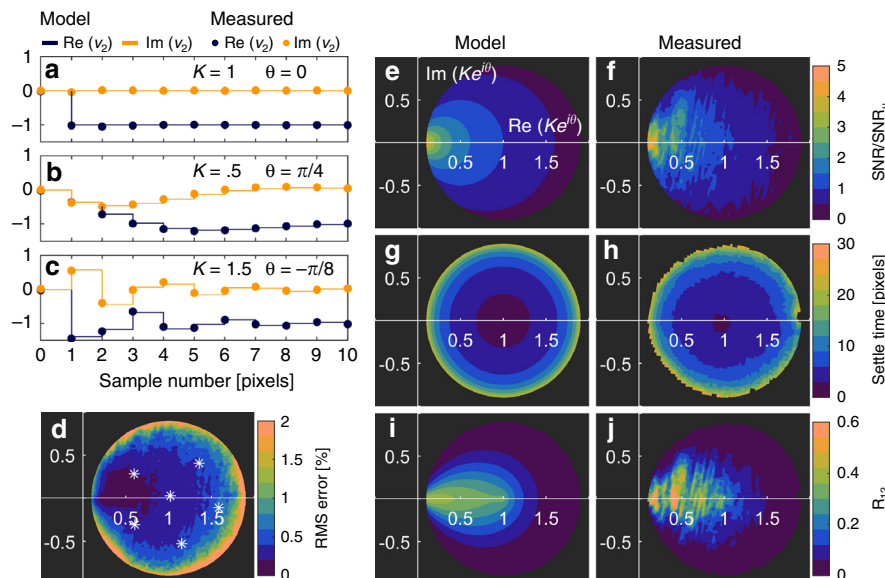 Model Measured
Re (v₂) Im (v₂) Re (v₂) Im (v₂)
a K = 1 θ = 0
1
0
−1
b K = .5 θ = π/4
1
0
−1
c K = 1.5 θ = −π/8
1
0
−1
0 1 2 3 4 5 6 7 8 9 10
Sample number [pixels]
d
0.5
-0.5
0.5 1 1.5
2
1.5
1
0.5
0
RMS error [%]
Model Measured
e Im (Ke^{iθ})
Re (Ke^{iθ})
0.5
-0.5
0.5 1 1.5
f
0.5
-0.5
0.5 1 1.5
5
4
3
2
1
0
g
0.5
-0.5
0.5 1 1.5
h
0.5
-0.5
0.5 1 1.5
30
20
10
0
Settle time [pixels]
i
0.5
-0.5
0.5 1 1.5
j
0.5
-0.5
0.5 1 1.5
0.6
0.4
0.2
0